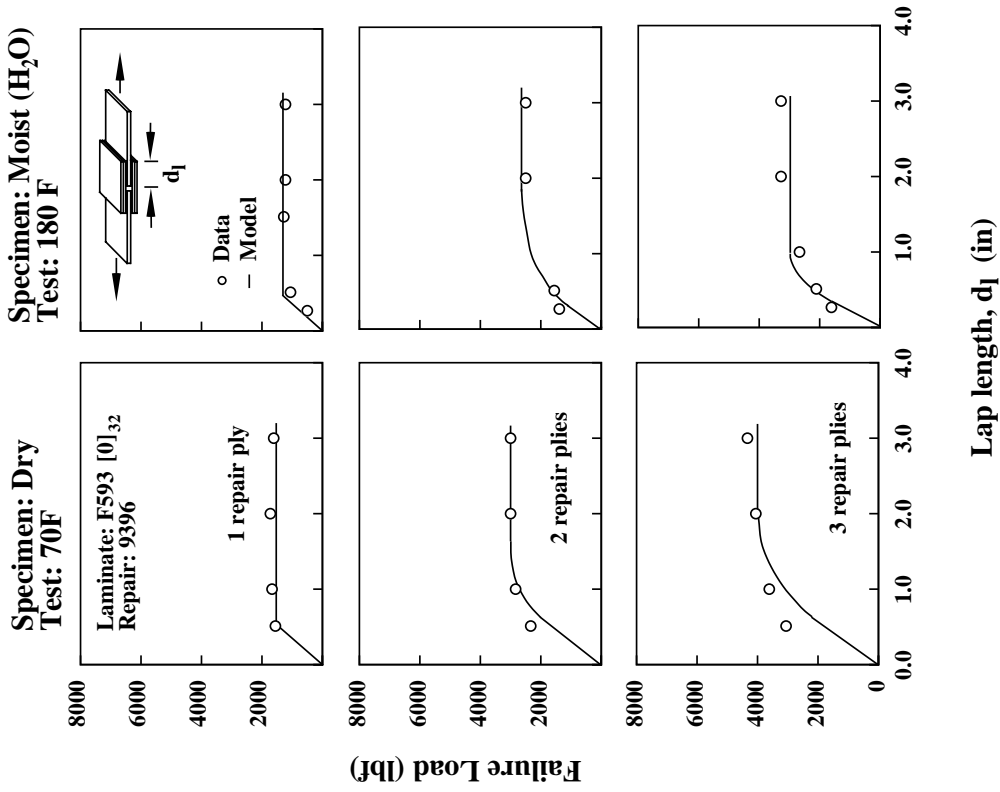 Specimen: Dry
Test: 70F
Specimen: Moist (H₂O)
Test: 180 F
Laminate: F593 [0]₃₂
Repair: 9396
1 repair ply
d_l
Data
Model
8000
6000
4000
2000
2 repair plies
8000
6000
4000
2000
3 repair plies
8000
6000
4000
2000
0
0.0
1.0
2.0
3.0
4.0
1.0
2.0
3.0
4.0
Failure Load (lbf)
Lap length, d_l (in)